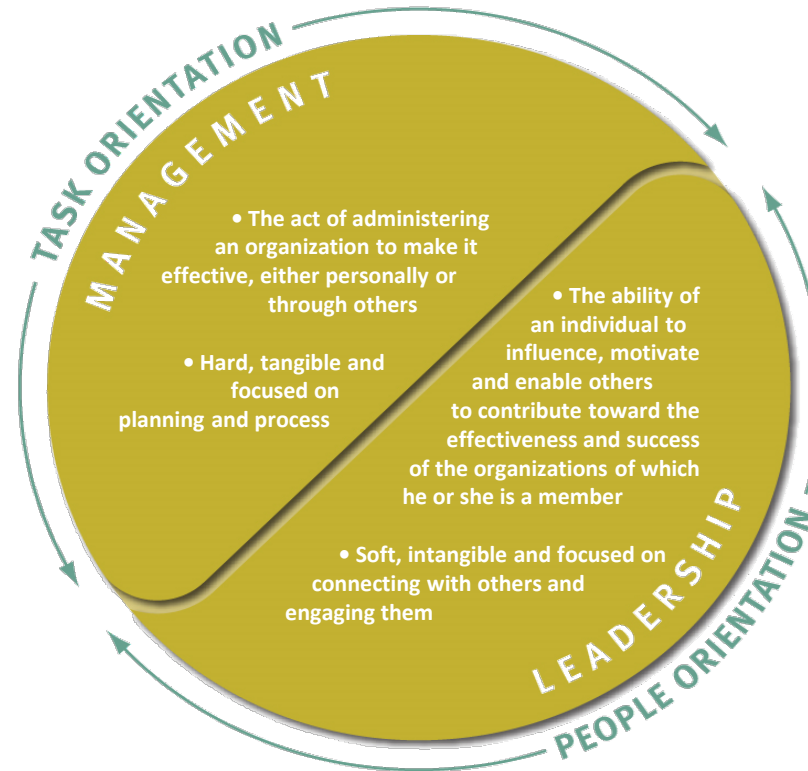 TASK ORIENTATION
MANAGEMENT
• The act of administering
an organization to make it
effective, either personally or
through others
• Hard, tangible and
focused on
planning and process
• The ability of
an individual to
influence, motivate
and enable others
to contribute toward the
effectiveness and success
of the organizations of which
he or she is a member
• Soft, intangible and focused on
connecting with others and
engaging them
LEADERSHIP
PEOPLE ORIENTATION